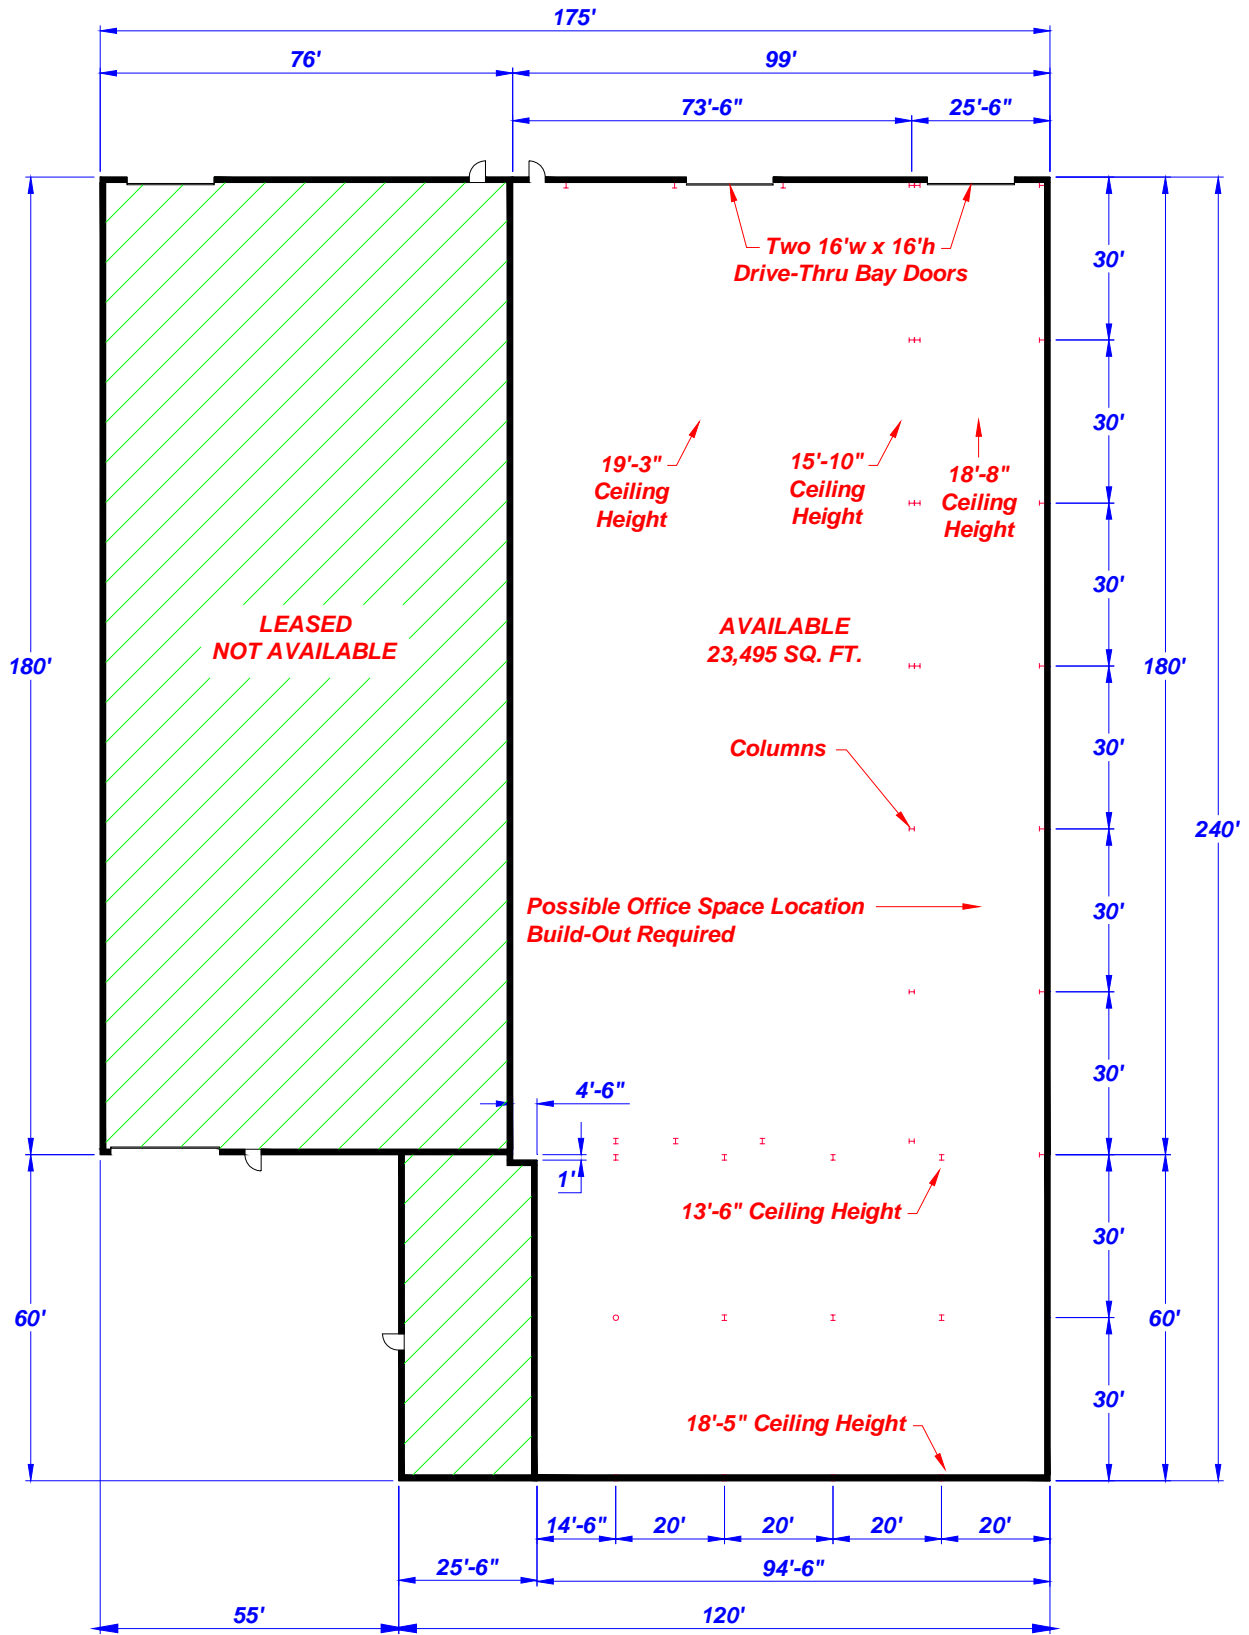 175'
76'
99'
73'-6"
25'-6"
Two 16'w x 16'h
Drive-Thru Bay Doors
30'
30'
19'-3"
Ceiling
Height
15'-10"
Ceiling
Height
18'-8"
Ceiling
Height
30'
LEASED
NOT AVAILABLE
AVAILABLE
23,495 SQ. FT.
180'
180'
Columns
30'
240'
Possible Office Space Location
Build-Out Required
30'
30'
4'-6"
1'
13'-6" Ceiling Height
30'
60'
60'
30'
18'-5" Ceiling Height
14'-6"
20'
20'
20'
20'
25'-6"
94'-6"
55'
120'